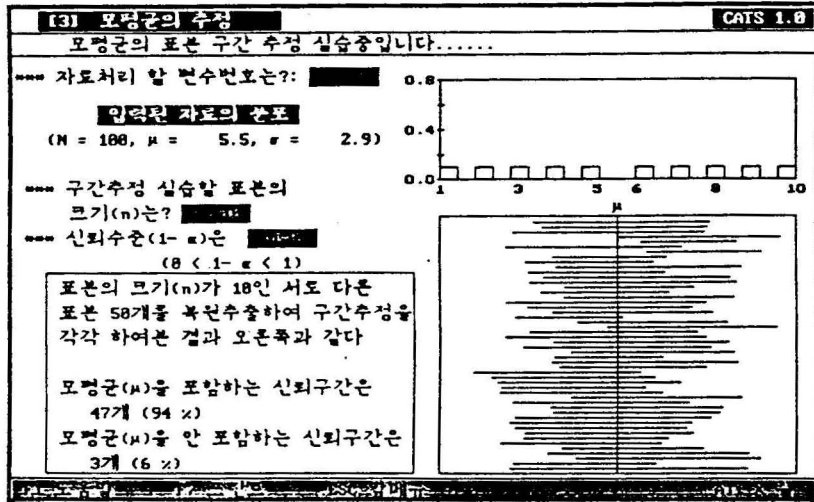 [3] 모평균의 추정
CATS 1.0
모평균의 표본 구간 추정 실습중입니다......
*** 자료처리 할 변수번호는?:
입력된 자료의 분포
(N = 100, μ = 5.5, σ = 2.9)
*** 구간추정 실습할 표본의
크기(n)는?
*** 신뢰수준(1- α)은
(0 < 1- α < 1)
표본의 크기(n)가 10인 서로 다른
표본 50개를 복원추출하여 구간추정을
각각 하여본 결과 오른쪽과 같다
모평균(μ)을 포함하는 신뢰구간은
47개 (94 %)
모평균(μ)을 안 포함하는 신뢰구간은
3개 (6 %)
0.8
0.4
0.0
1 3 5 6 8 10
μ